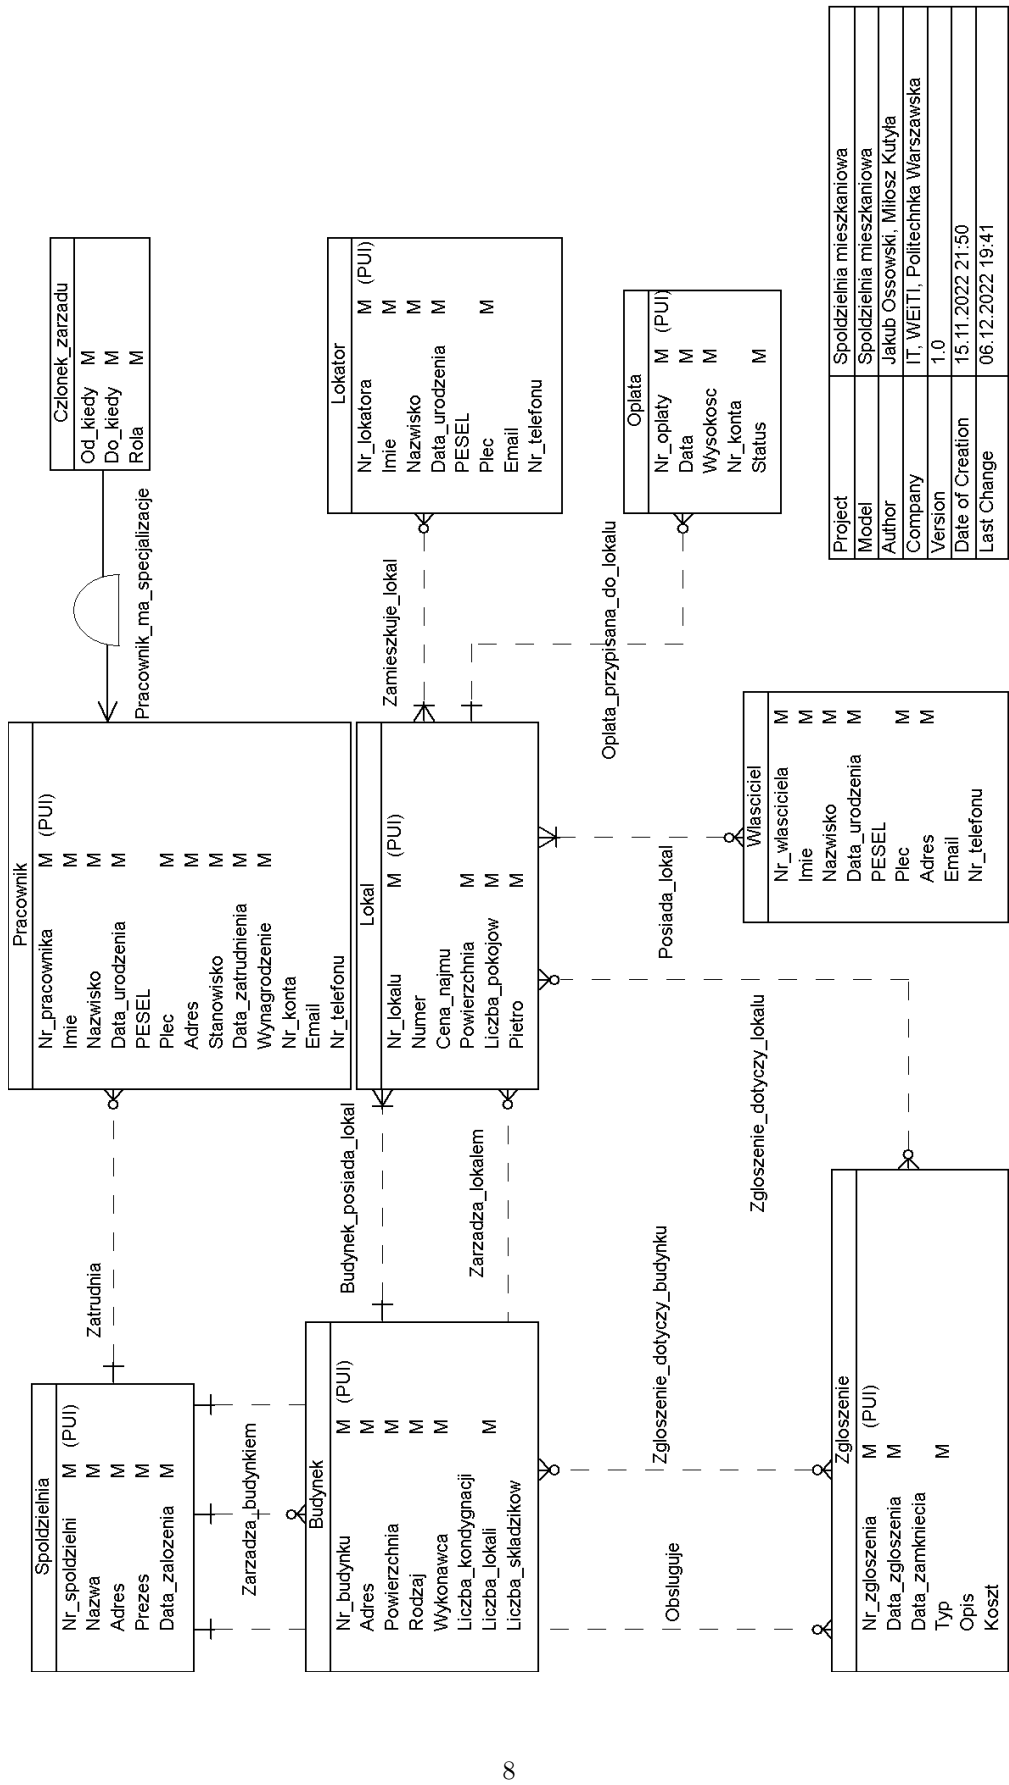 Spoldzielnia
Nr_spoldzielni M (PUI)
Nazwa M
Adres M
Prezes M
Data_zalozenia M
Zatrudnia
Pracownik
Nr_pracownika M (PUI)
Imie M
Nazwisko M
Data_urodzenia M
PESEL
Plec M
Adres M
Stanowisko M
Data_zatrudnienia M
Wynagrodzenie M
Nr_konta
Email
Nr_telefonu
Pracownik_ma_specjalizacje
Czlonek_zarzadu
Od_kiedy M
Do_kiedy M
Rola M
Zarzadza_budynkiem
Budynek
Nr_budynku M (PUI)
Adres M
Powierzchnia M
Rodzaj M
Wykonawca M
Liczba_kondygnacji
Liczba_lokali M
Liczba_skladzikow
Budynek_posiada_lokal
Zarzadza_lokalem
Lokal
Nr_lokalu M (PUI)
Numer
Cena_najmu
Powierzchnia M
Liczba_pokojow M
Pietro M
Zamieszkuje_lokal
Lokator
Nr_lokatora M (PUI)
Imie M
Nazwisko M
Data_urodzenia M
PESEL
Plec M
Email
Nr_telefonu
Oplata_przypisana_do_lokalu
Oplata
Nr_oplaty M (PUI)
Data M
Wysokosc M
Nr_konta
Status M
Obsluguje
Zgloszenie_dotyczy_budynku
Zgloszenie_dotyczy_lokalu
Posiada_lokal
Zgloszenie
Nr_zgloszenia M (PUI)
Data_zgloszenia M
Data_zamkniecia
Typ M
Opis
Koszt
Wlasciciel
Nr_wlasciciela M
Imie M
Nazwisko M
Data_urodzenia M
PESEL
Plec M
Adres M
Email
Nr_telefonu
Project Spoldzielnia mieszkaniowa
Model Spoldzielnia mieszkaniowa
Author Jakub Ossowski, Miłosz Kutyła
Company IT, WEiTI, Politechnka Warszawska
Version 1.0
Date of Creation 15.11.2022 21:50
Last Change 06.12.2022 19:41
8